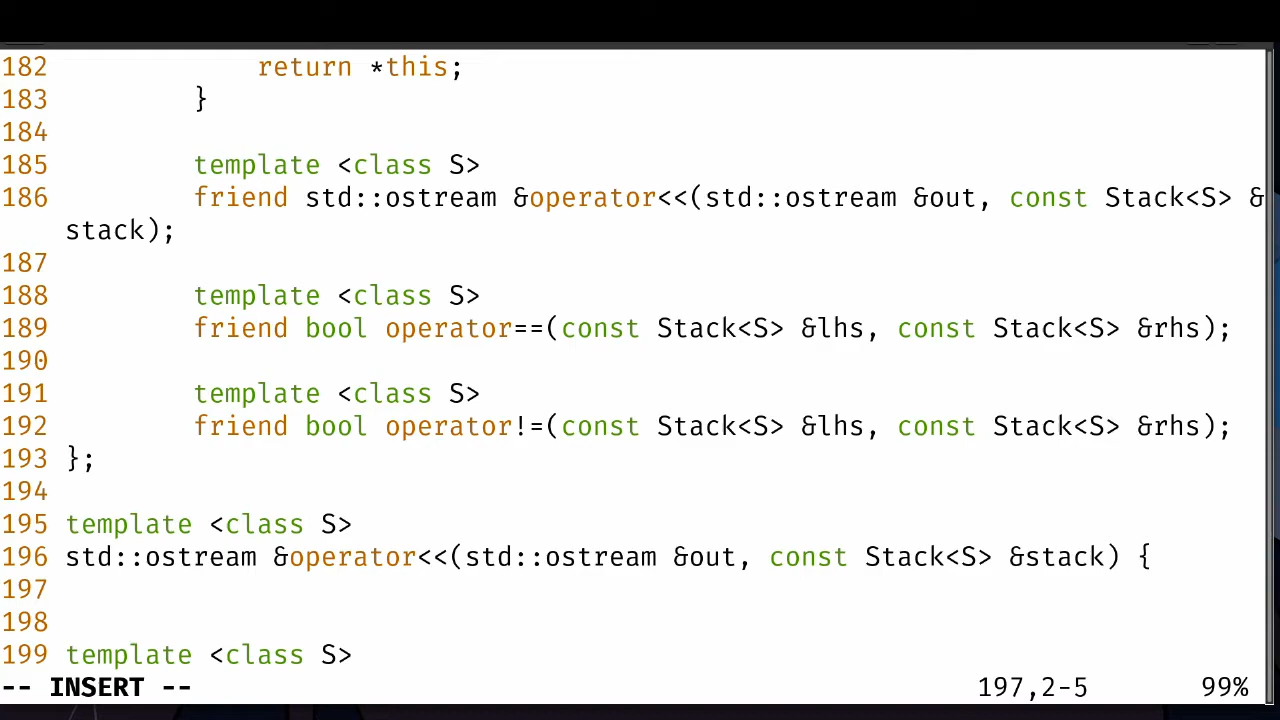 182             return *this;
183         }
184
185         template <class S>
186         friend std::ostream &operator<<(std::ostream &out, const Stack<S> &
stack);
187
188         template <class S>
189         friend bool operator==(const Stack<S> &lhs, const Stack<S> &rhs);
190
191         template <class S>
192         friend bool operator!=(const Stack<S> &lhs, const Stack<S> &rhs);
193 };
194
195 template <class S>
196 std::ostream &operator<<(std::ostream &out, const Stack<S> &stack) {
197
198
199 template <class S>
-- INSERT -- 197,2-5 99%